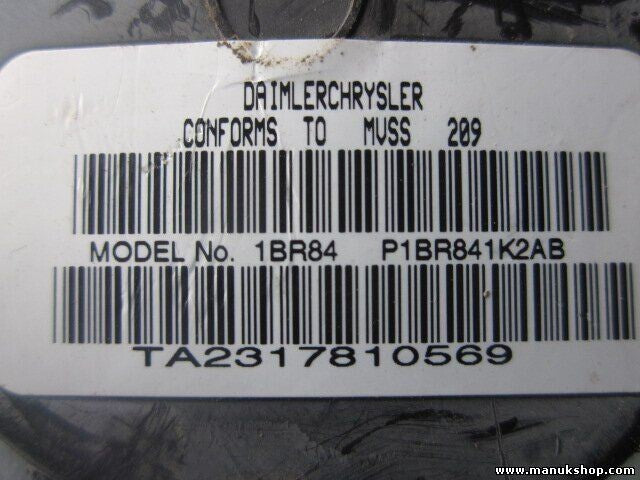 DAIMLERCHRYSLER
CONFORMS TO MVSS 209
MODEL No. 1BR84 P1BR841K2AB
TA2317810569
www.manukshop.com